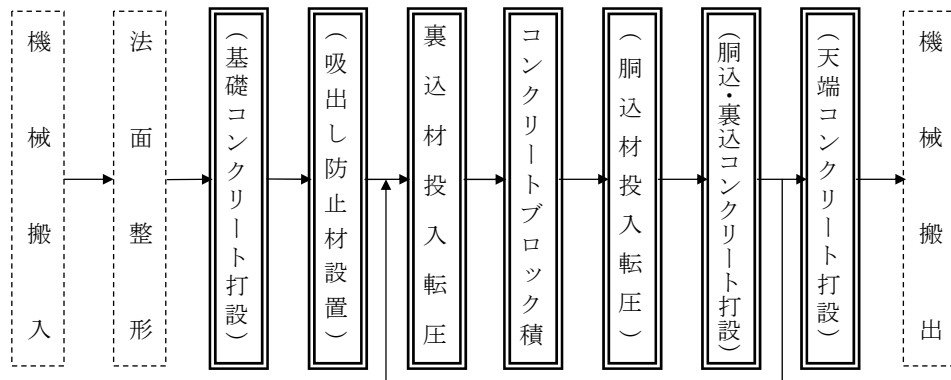 機械搬入
法面整形
（基礎コンクリート打設）
（吸出し防止材設置）
裏込材投入転圧
コンクリートブロック積
（胴込材投入転圧）
（胴込・裏込コンクリート打設）
（天端コンクリート打設）
機械搬出